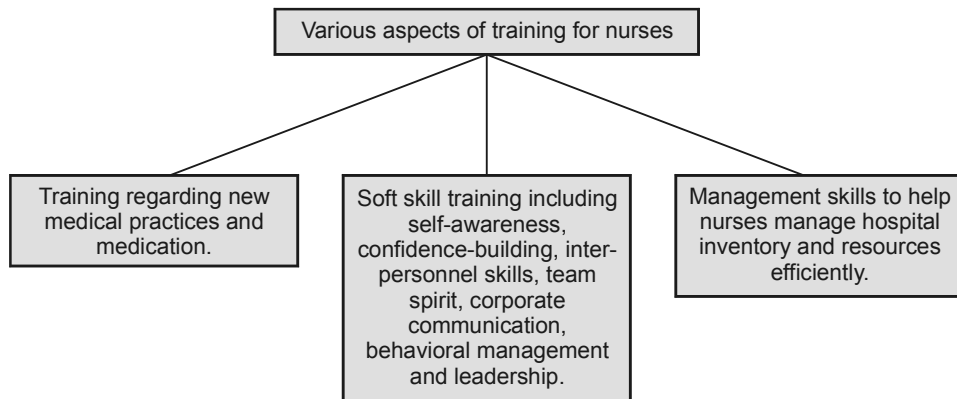 Various aspects of training for nurses
Training regarding new
medical practices and
medication.
Soft skill training including
self-awareness,
confidence-building, inter-
personnel skills, team
spirit, corporate
communication,
behavioral management
and leadership.
Management skills to help
nurses manage hospital
inventory and resources
efficiently.